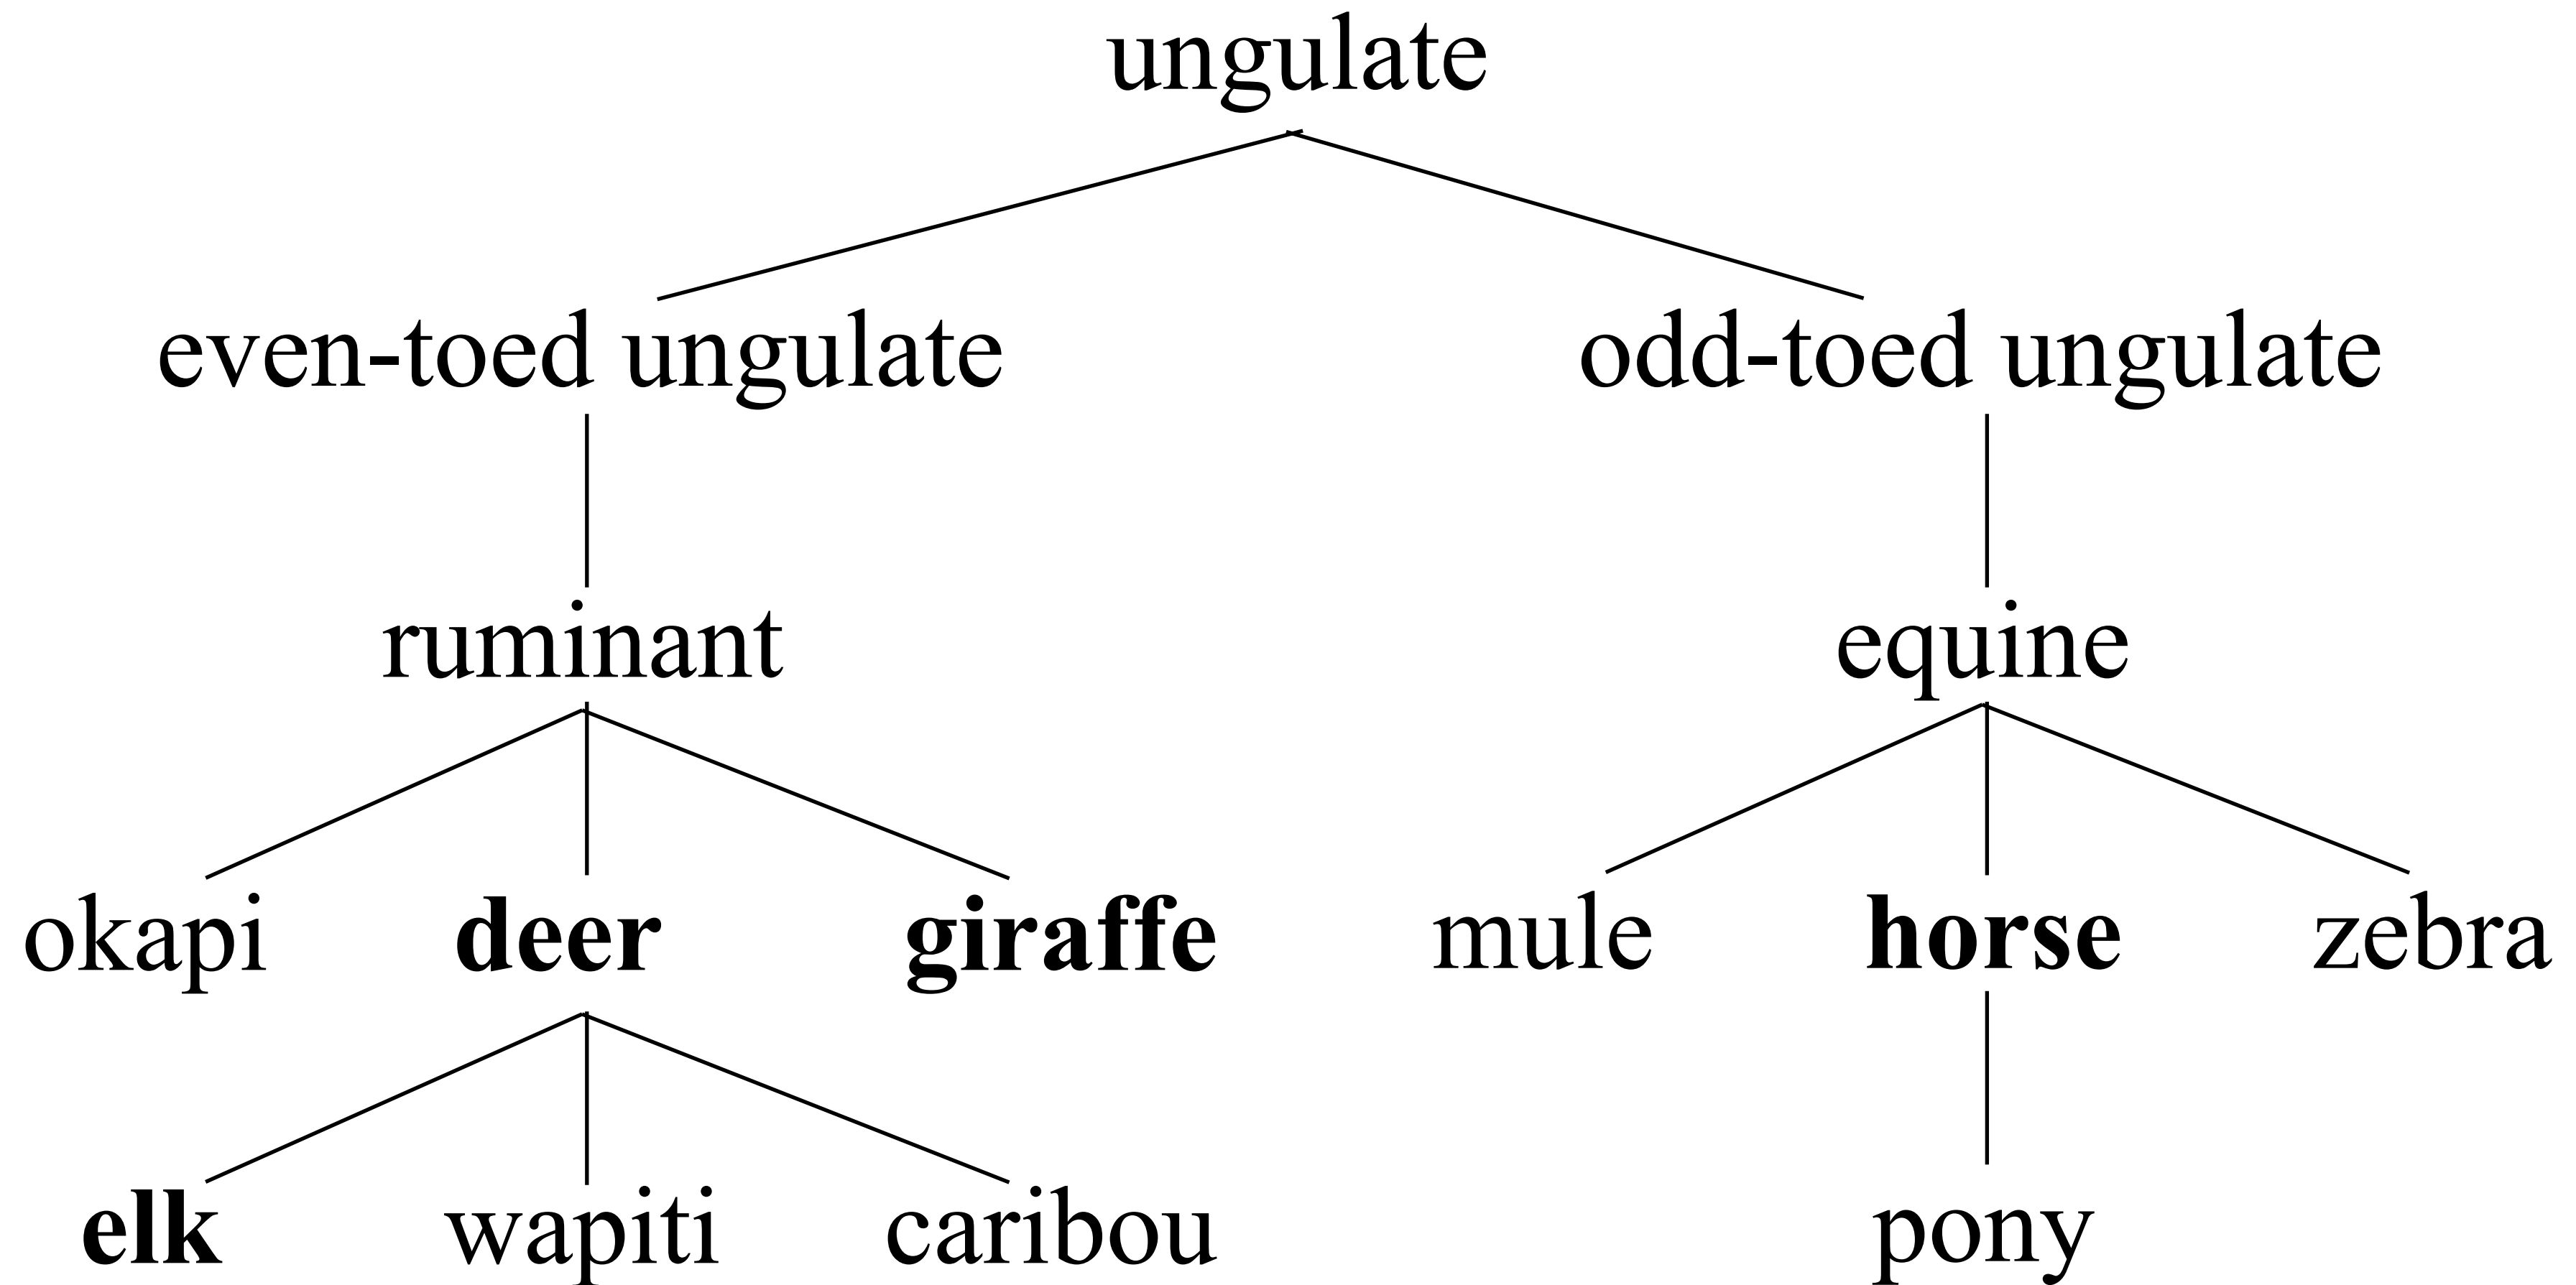 ungulate
even-toed ungulate odd-toed ungulate
ruminant equine
okapi deer giraffe mule horse zebra
elk wapiti caribou pony